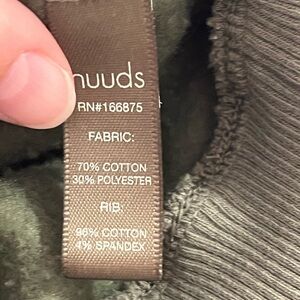 nuuds
RN#166875
FABRIC:
70% COTTON
30% POLYESTER
RIB:
96% COTTON
4% SPANDEX